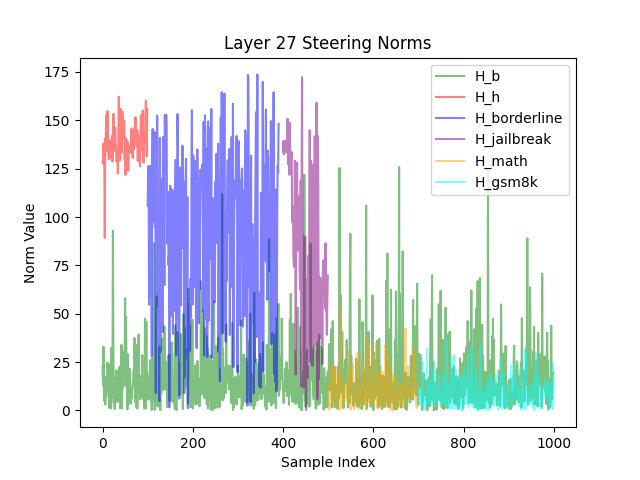 Layer 27 Steering Norms
H_b
H_h
H_borderline
H_jailbreak
H_math
H_gsm8k
Norm Value
175
150
125
100
75
50
25
0
0 200 400 600 800 1000
Sample Index